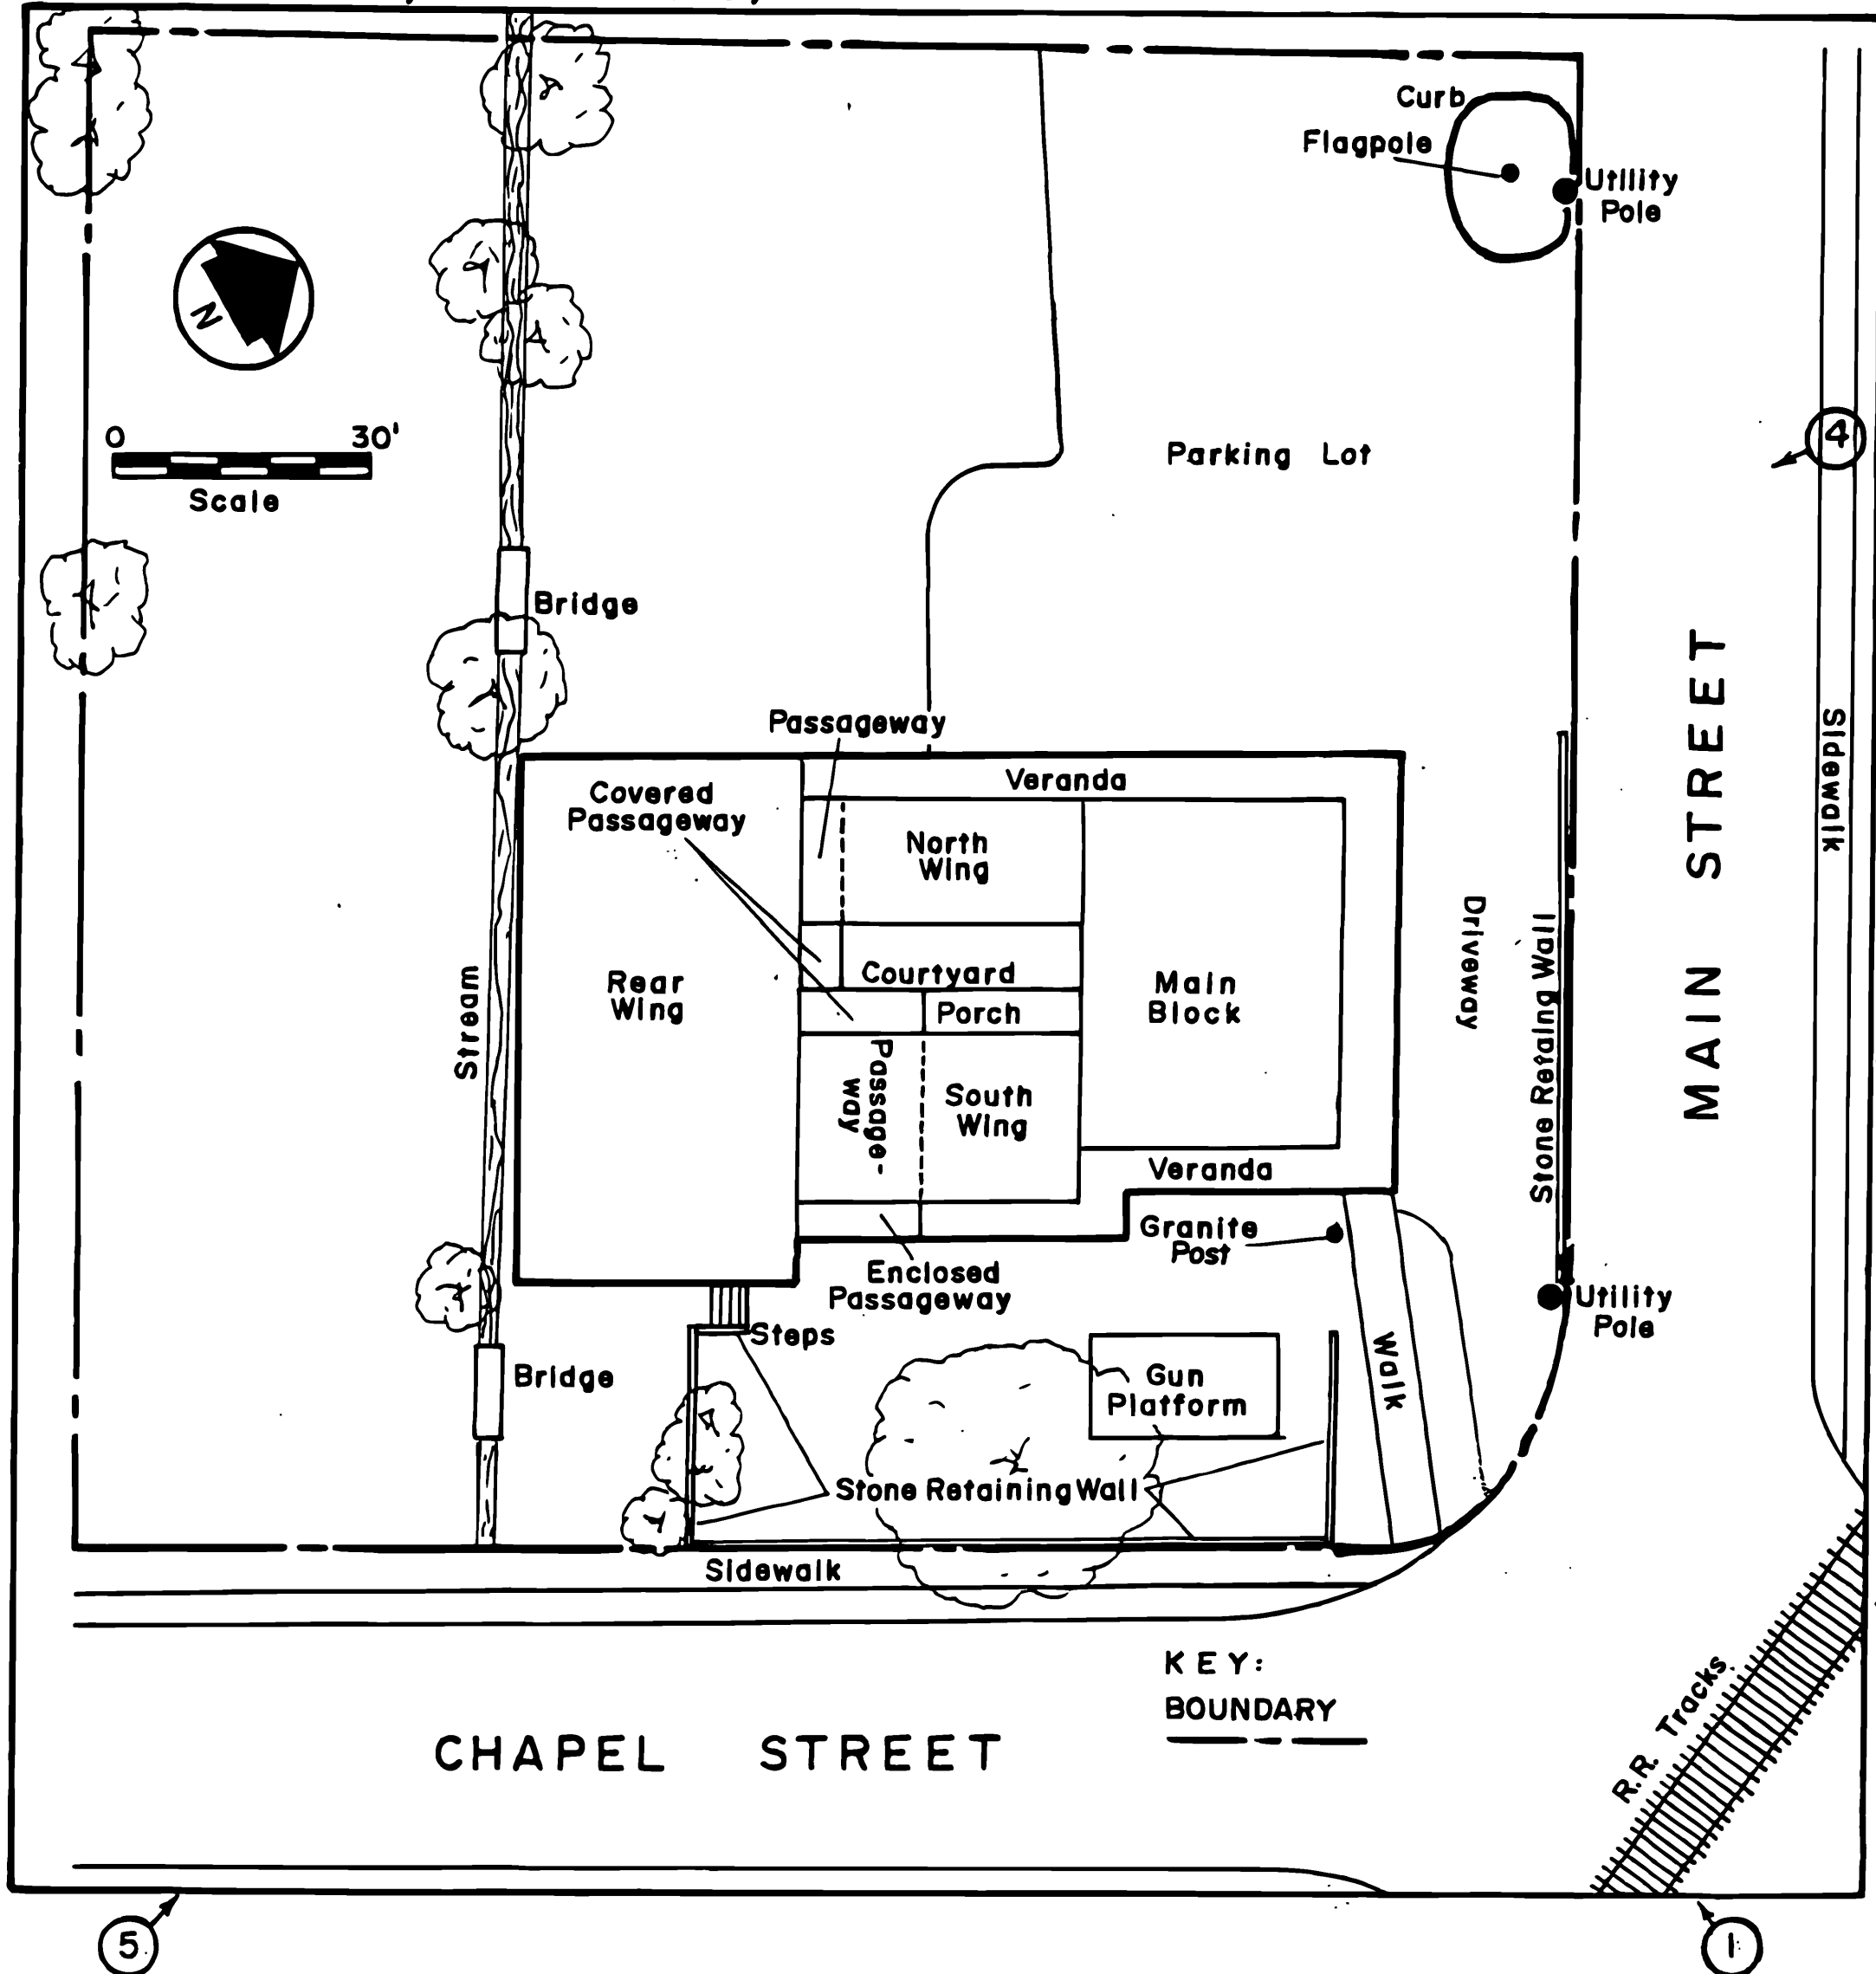 Curb
Flagpole
Utility
Pole
N
0 30'
Scale
4
Parking Lot
Bridge
Sidewalk
MAIN STREET
Passageway
Veranda
Covered
Passageway
North
Wing
Driveway
Stone Retaing Wall
Stream
Rear
Wing
Courtyard
Porch
Main
Block
Passage-
way
South
Wing
Veranda
Granite
Post
Enclosed
Passageway
Utility
Pole
Steps
Walk
Bridge
Gun
Platform
Stone Retaining Wall
Sidewalk
KEY:
BOUNDARY
R.R. Tracks
CHAPEL STREET
5
1